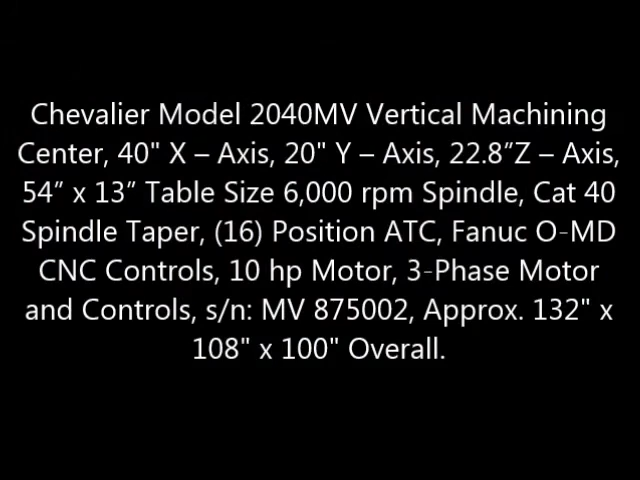 Chevalier Model 2040MV Vertical Machining
Center, 40" X – Axis, 20" Y – Axis, 22.8”Z – Axis,
54” x 13” Table Size 6,000 rpm Spindle, Cat 40
Spindle Taper, (16) Position ATC, Fanuc O-MD
CNC Controls, 10 hp Motor, 3-Phase Motor
and Controls, s/n: MV 875002, Approx. 132" x
108" x 100" Overall.